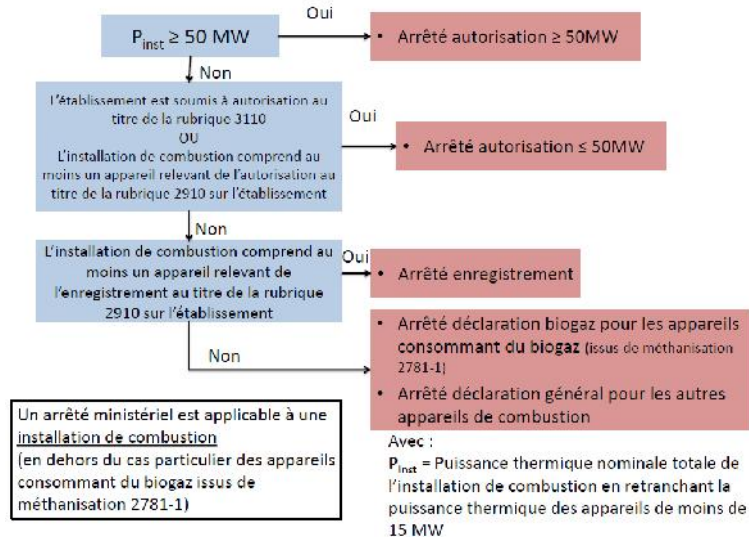 P_inst ≥ 50 MW
Oui
• Arrêté autorisation ≥ 50MW
Non
L'établissement est soumis à autorisation au
titre de la rubrique 3110
OU
L'installation de combustion comprend au
moins un appareil relevant de l'autorisation au
titre de la rubrique 2910 sur l'établissement
Oui
• Arrêté autorisation ≤ 50MW
Non
L'installation de combustion comprend au
moins un appareil relevant de
l'enregistrement au titre de la rubrique
2910 sur l'établissement
Oui
• Arrêté enregistrement
Non
• Arrêté déclaration biogaz pour les appareils
consommant du biogaz (issus de méthanisation
2781-1)
• Arrêté déclaration général pour les autres
appareils de combustion
Un arrêté ministériel est applicable à une
installation de combustion
(en dehors du cas particulier des appareils
consommant du biogaz issus de
méthanisation 2781-1)
Avec :
P_inst = Puissance thermique nominale totale de
l'installation de combustion en retranchant la
puissance thermique des appareils de moins de
15 MW